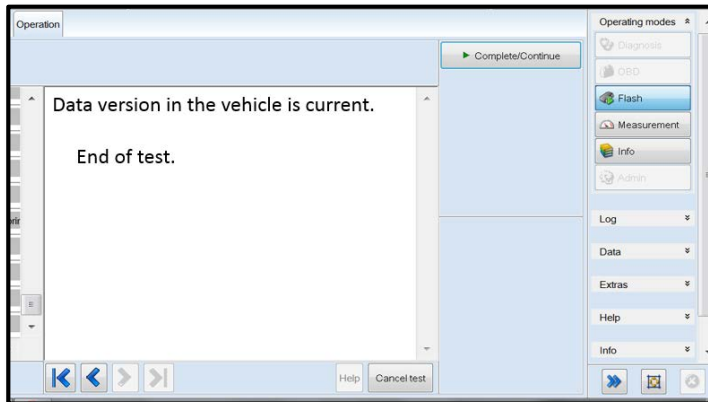 Operation
Complete/Continue
Data version in the vehicle is current.
End of test.
Help
Cancel test
Operating modes
Diagnosis
OBD
Flash
Measurement
Info
Admin
Log
Data
Extras
Help
Info